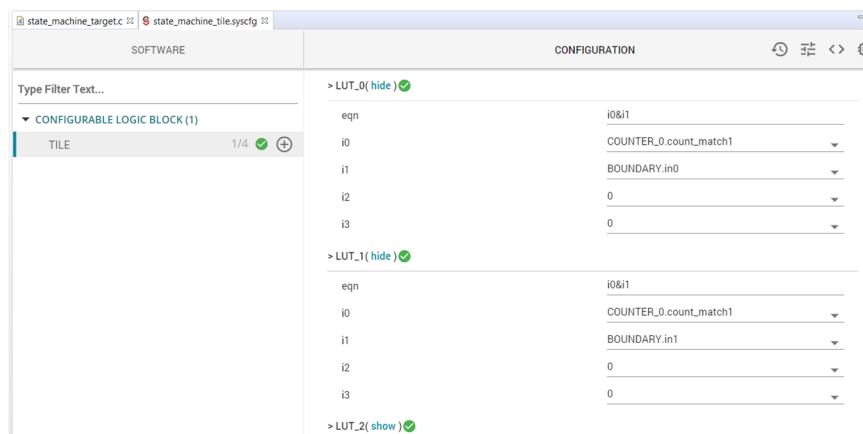 state_machine_target.c state_machine_tile.syscfg
SOFTWARE
CONFIGURATION
Type Filter Text...
CONFIGURABLE LOGIC BLOCK (1)
TILE 1/4
> LUT_0( hide )
eqn i0&i1
i0 COUNTER_0.count_match1
i1 BOUNDARY.in0
i2 0
i3 0
> LUT_1( hide )
eqn i0&i1
i0 COUNTER_0.count_match1
i1 BOUNDARY.in1
i2 0
i3 0
> LUT_2( show )